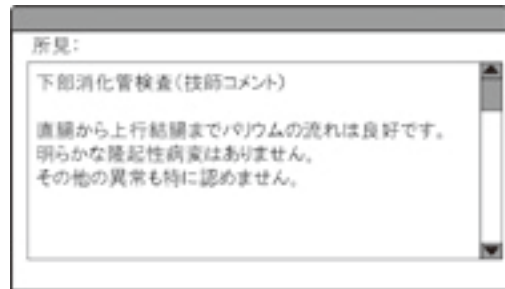 所見:
下部消化管検査(技師コメント)
直腸から上行結腸までバリウムの流れは良好です。
明らかな隆起性病変はありません。
その他の異常も特に認めません。